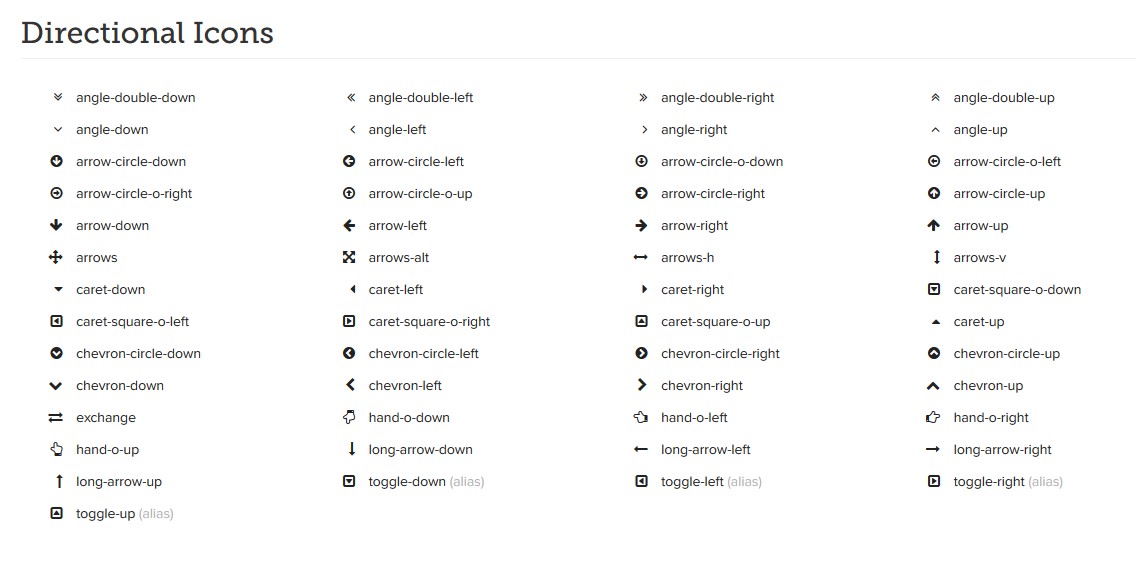 Directional Icons
angle-double-down angle-double-left angle-double-right angle-double-up
angle-down angle-left angle-right angle-up
arrow-circle-down arrow-circle-left arrow-circle-o-down arrow-circle-o-left
arrow-circle-o-right arrow-circle-o-up arrow-circle-right arrow-circle-up
arrow-down arrow-left arrow-right arrow-up
arrows arrows-alt arrows-h arrows-v
caret-down caret-left caret-right caret-square-o-down
caret-square-o-left caret-square-o-right caret-square-o-up caret-up
chevron-circle-down chevron-circle-left chevron-circle-right chevron-circle-up
chevron-down chevron-left chevron-right chevron-up
exchange hand-o-down hand-o-left hand-o-right
hand-o-up long-arrow-down long-arrow-left long-arrow-right
long-arrow-up toggle-down (alias) toggle-left (alias) toggle-right (alias)
toggle-up (alias)